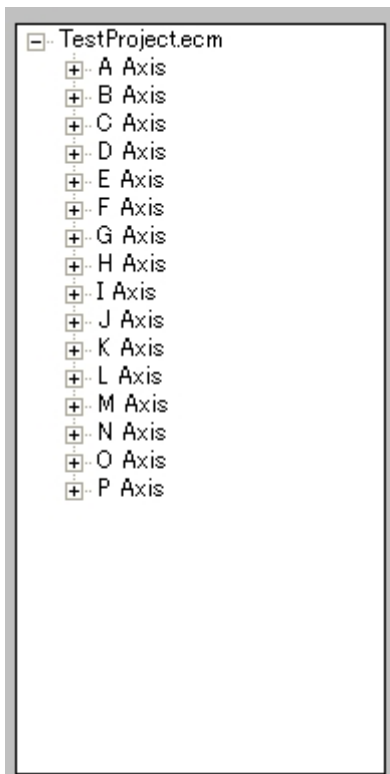 TestProject.ecm
A Axis
B Axis
C Axis
D Axis
E Axis
F Axis
G Axis
H Axis
I Axis
J Axis
K Axis
L Axis
M Axis
N Axis
O Axis
P Axis